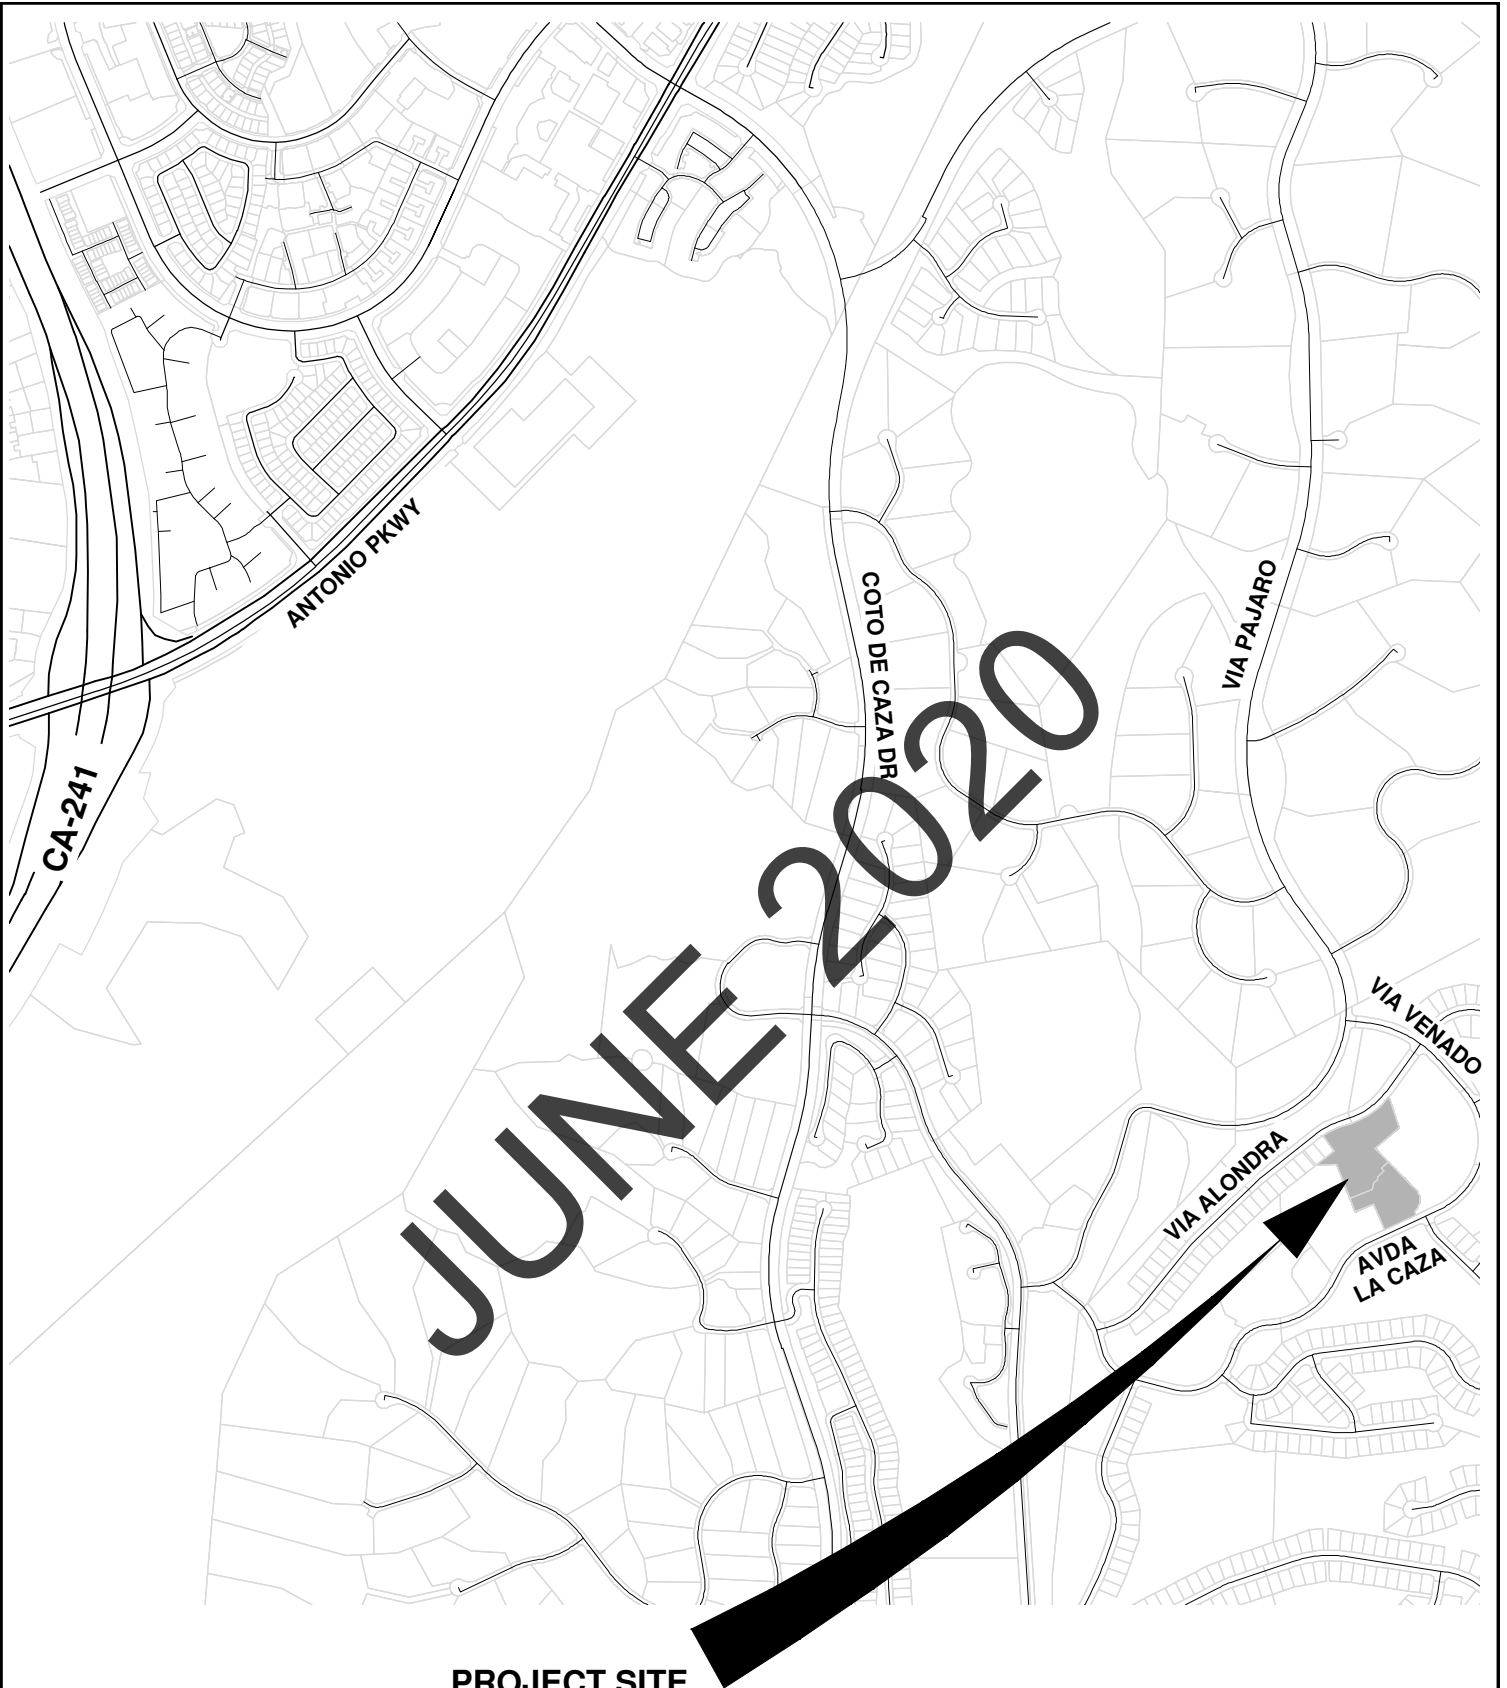 ANTONIO PKWY
COTO DE CAZA DR
VIA PAJARO
CA-241
JUNE 2020
VIA VENADO
VIA ALONDRA
AVDA
LA CAZA
PROJECT SITE